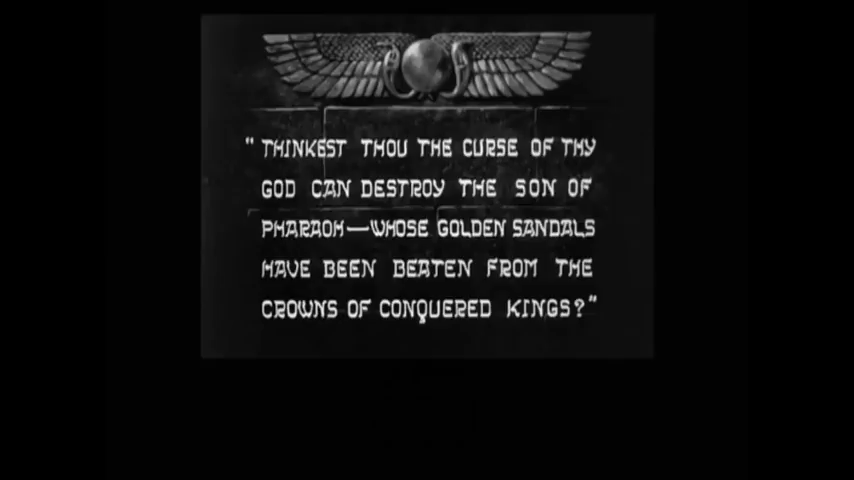 "THINKEST THOU THE CURSE OF THY
GOD CAN DESTROY THE SON OF
PHARAOH—WHOSE GOLDEN SANDALS
HAVE BEEN BEATEN FROM THE
CROWNS OF CONQUERED KINGS?"